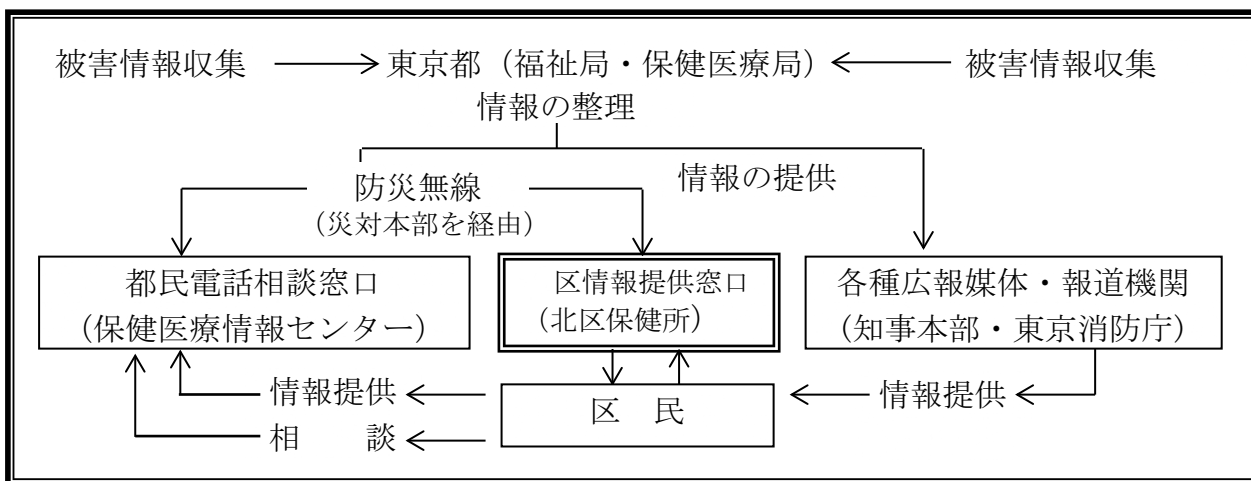 被害情報収集
東京都(福祉局・保健医療局)
被害情報収集
情報の整理
防災無線
(災対本部を経由)
情報の提供
都民電話相談窓口
(保健医療情報センター)
区情報提供窓口
(北区保健所)
各種広報媒体・報道機関
(知事本部・東京消防庁)
情報提供
相 談
区 民
情報提供